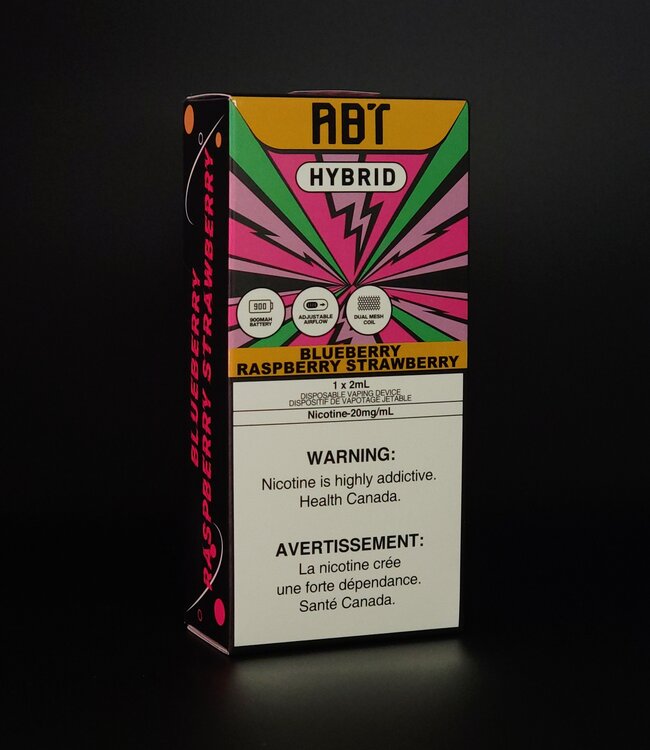 ABT
HYBRID
900
900MAH
BATTERY
ADJUSTABLE
AIRFLOW
DUAL MESH
COIL
BLUEBERRY
RASPBERRY STRAWBERRY
1 x 2mL
DISPOSABLE VAPING DEVICE
DISPOSITIF DE VAPOTAGE JETABLE
Nicotine-20mg/mL
WARNING:
Nicotine is highly addictive.
Health Canada.
AVERTISSEMENT:
La nicotine crée
une forte dépendance.
Santé Canada.
BLUEBERRY
RASPBERRY STRAWBERRY